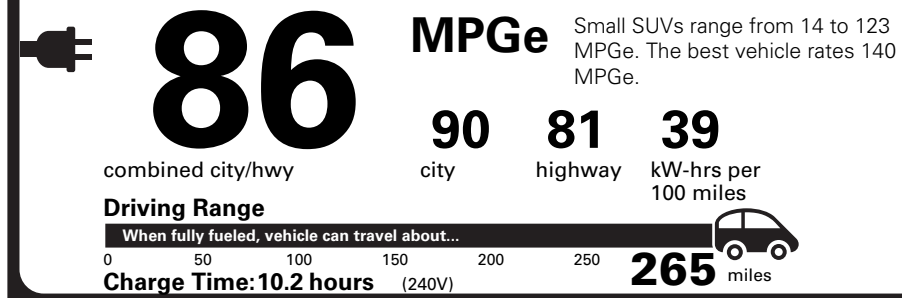 86
MPGe
Small SUVs range from 14 to 123
MPGe. The best vehicle rates 140
MPGe.
combined city/hwy
90
city
81
highway
39
kW-hrs per
100 miles
Driving Range
When fully fueled, vehicle can travel about...
0 50 100 150 200 250 265 miles
Charge Time: 10.2 hours (240V)